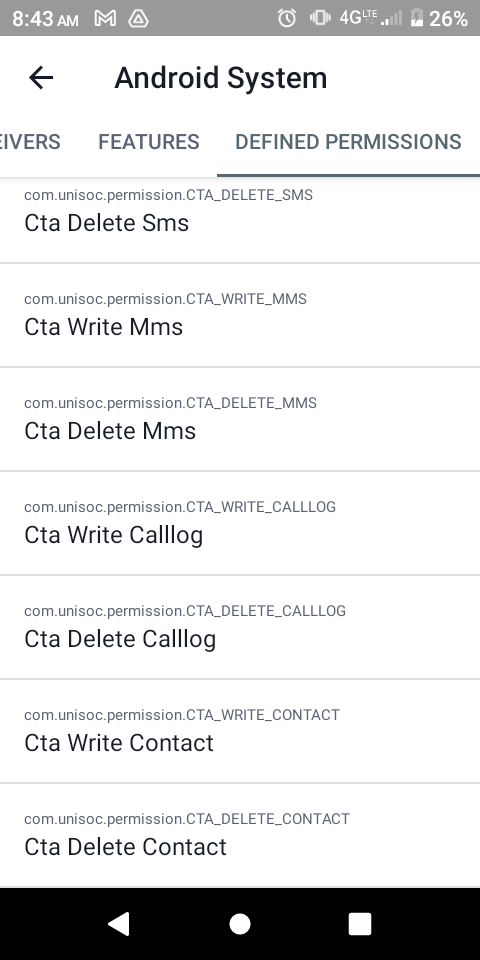 8:43 AM 4G LTE 26%
Android System
EIVERS FEATURES DEFINED PERMISSIONS
com.unisoc.permission.CTA_DELETE_SMS
Cta Delete Sms
com.unisoc.permission.CTA_WRITE_MMS
Cta Write Mms
com.unisoc.permission.CTA_DELETE_MMS
Cta Delete Mms
com.unisoc.permission.CTA_WRITE_CALLLOG
Cta Write Calllog
com.unisoc.permission.CTA_DELETE_CALLLOG
Cta Delete Calllog
com.unisoc.permission.CTA_WRITE_CONTACT
Cta Write Contact
com.unisoc.permission.CTA_DELETE_CONTACT
Cta Delete Contact